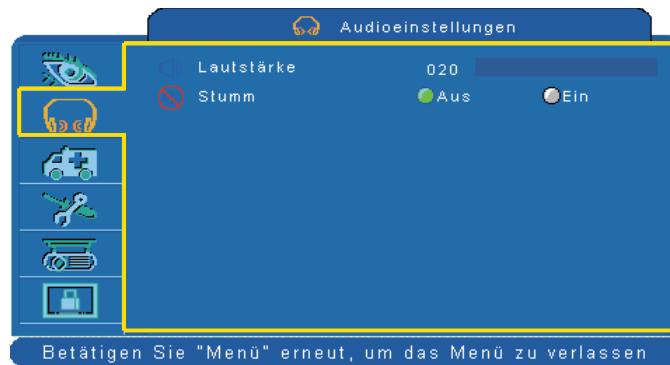 Audioeinstellungen
Lautstärke 020
Stumm Aus Ein
Betätigen Sie "Menü" erneut, um das Menü zu verlassen